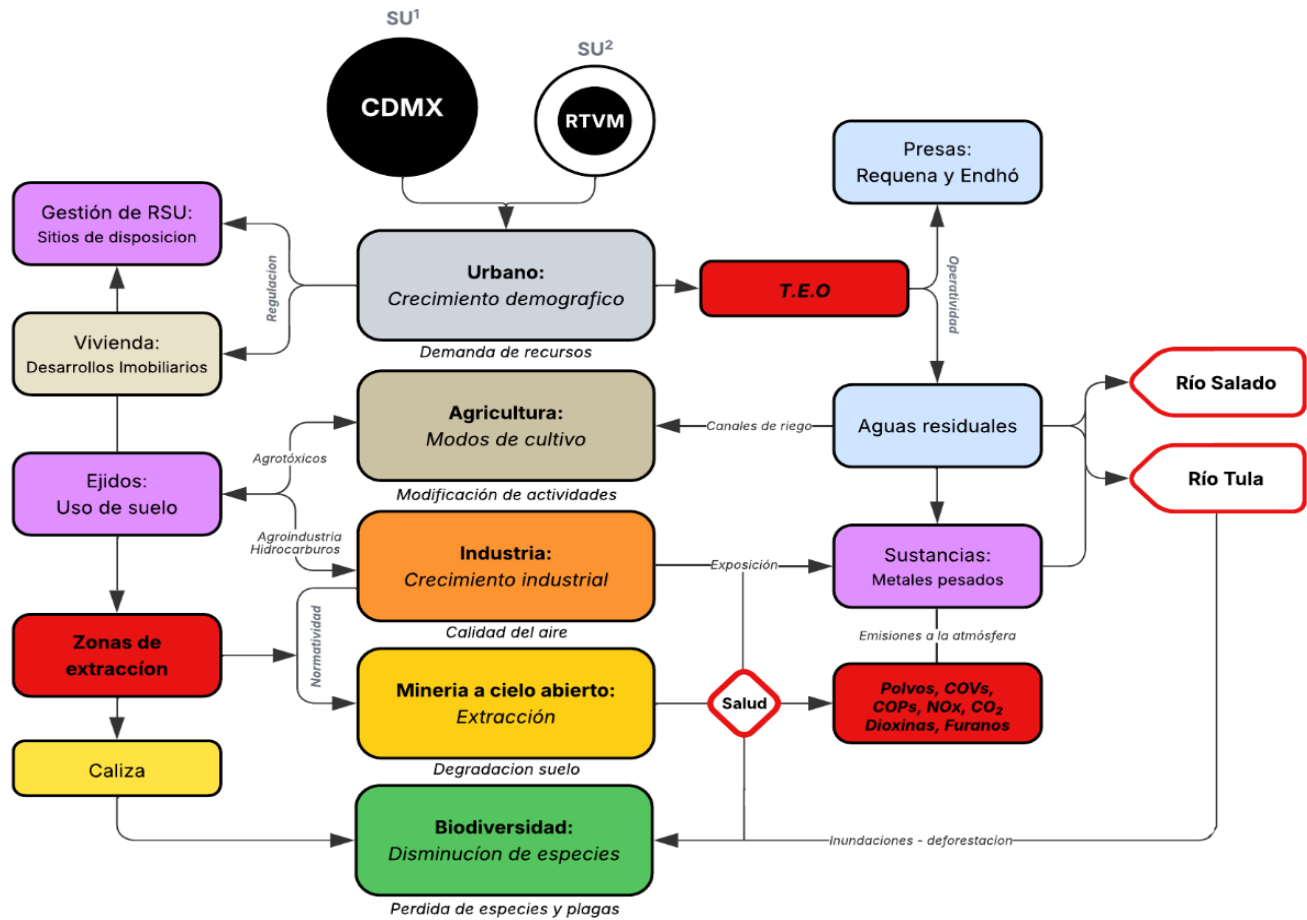 SU¹
SU²
CDMX
RTVM
Presas:
Requena y Endhó
Gestión de RSU:
Sitios de disposicion
Regulacion
Urbano:
Crecimiento demografico
Demanda de recursos
T.E.O
Operatividad
Vivienda:
Desarrollos Imobiliarios
Agricultura:
Modos de cultivo
Modificación de actividades
Canales de riego
Aguas residuales
Río Salado
Río Tula
Ejidos:
Uso de suelo
Agrotóxicos
Agroindustria
Hidrocarburos
Industria:
Crecimiento industrial
Calidad del aire
Exposición
Sustancias:
Metales pesados
Emisiones a la atmósfera
Zonas de
extraccíon
Normatividad
Mineria a cielo abierto:
Extracción
Degradacion suelo
Salud
Polvos, COVs,
COPs, NOx, CO₂
Dioxinas, Furanos
Caliza
Biodiversidad:
Disminucíon de especies
Perdida de especies y plagas
Inundaciones - deforestacion